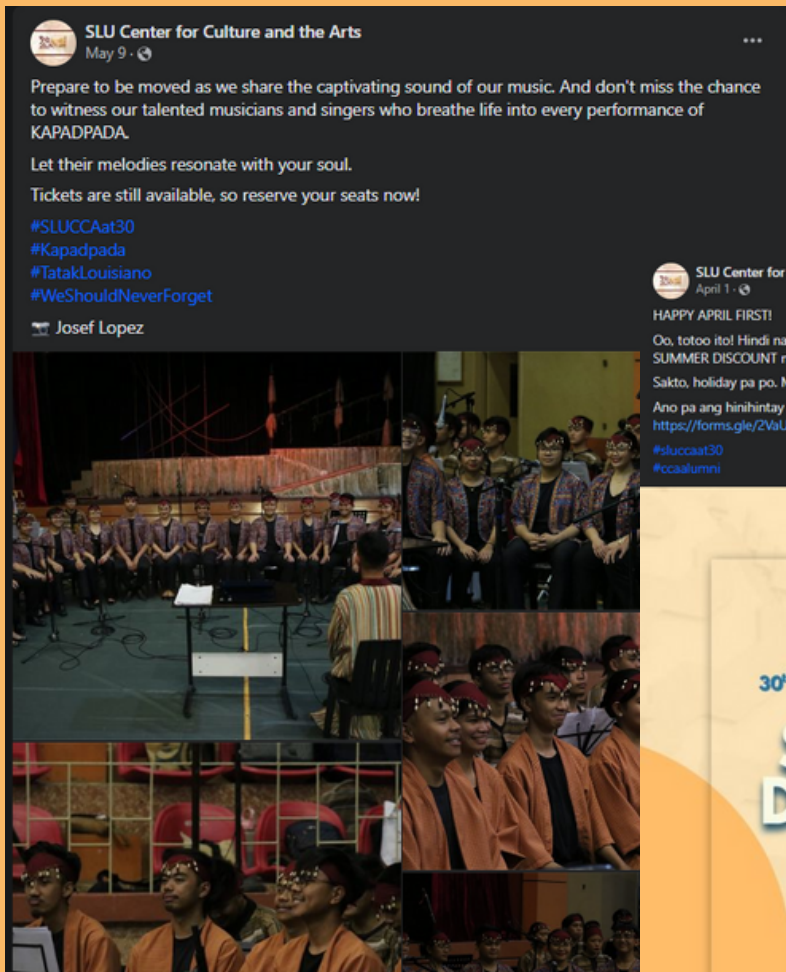 SLU Center for Culture and the Arts
May 9 ·
Prepare to be moved as we share the captivating sound of our music. And don't miss the chance
to witness our talented musicians and singers who breathe life into every performance of
KAPADPADA.
Let their melodies resonate with your soul.
Tickets are still available, so reserve your seats now!
#SLUCCAat30
#Kapadpada
#TatakLouisiano
#WeShouldNeverForget
Josef Lopez
SLU Center for
April 1 ·
HAPPY APRIL FIRST!
Oo, totoo ito! Hindi na
SUMMER DISCOUNT
Sakto, holiday pa po.
Ano pa ang hinihintay
https://forms.gle/2VaU
#sluccaat30
#ccaalumni
30